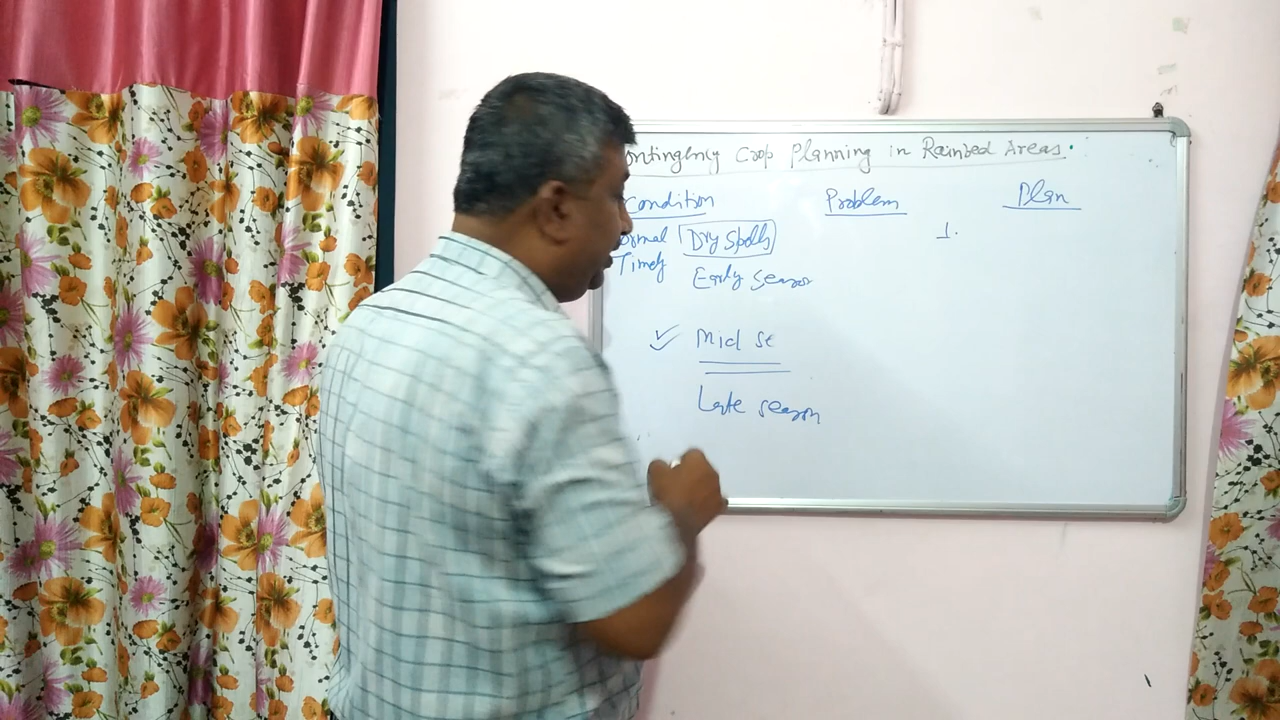 ontingency Crop Planning in Rainfed Areas.
Condition Problem Plan
ormal Dry Spells 1.
Timely
Early season
Mid se
Late season